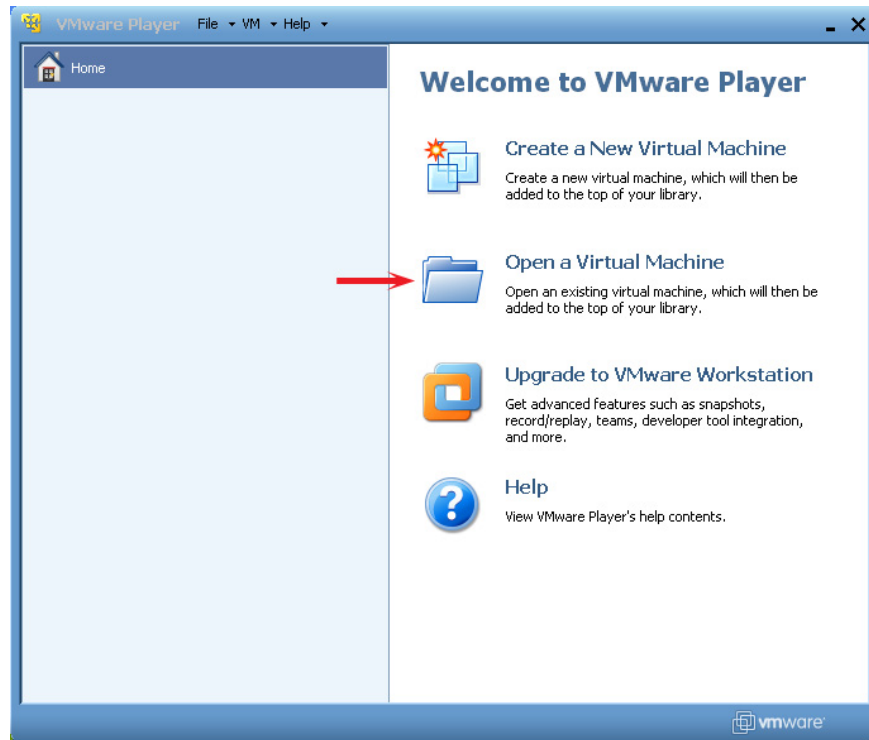 VMware Player File VM Help
Home
Welcome to VMware Player
Create a New Virtual Machine
Create a new virtual machine, which will then be
added to the top of your library.
Open a Virtual Machine
Open an existing virtual machine, which will then be
added to the top of your library.
Upgrade to VMware Workstation
Get advanced features such as snapshots,
record/replay, teams, developer tool integration,
and more.
Help
View VMware Player's help contents.
vmware